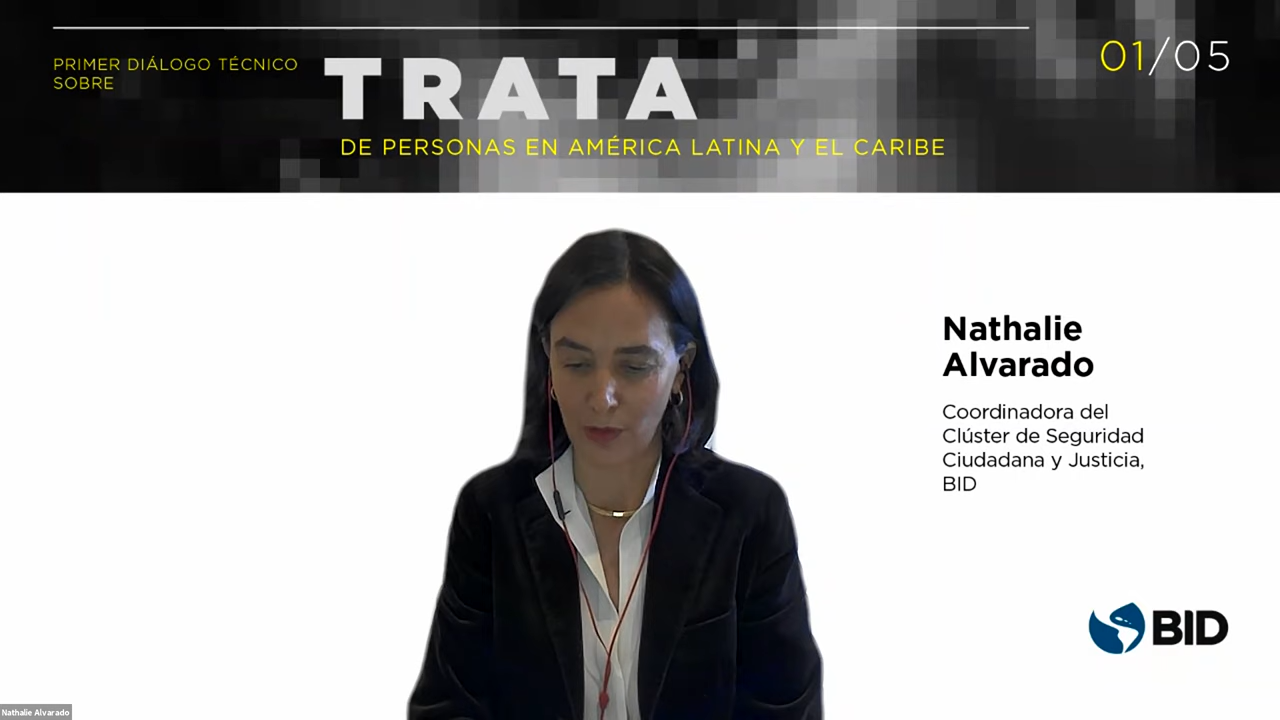 PRIMER DIÁLOGO TÉCNICO
SOBRE
TRATA
DE PERSONAS EN AMÉRICA LATINA Y EL CARIBE
01/05
Nathalie
Alvarado
Coordinadora del
Clúster de Seguridad
Ciudadana y Justicia,
BID
BID
Nathalie Alvarado